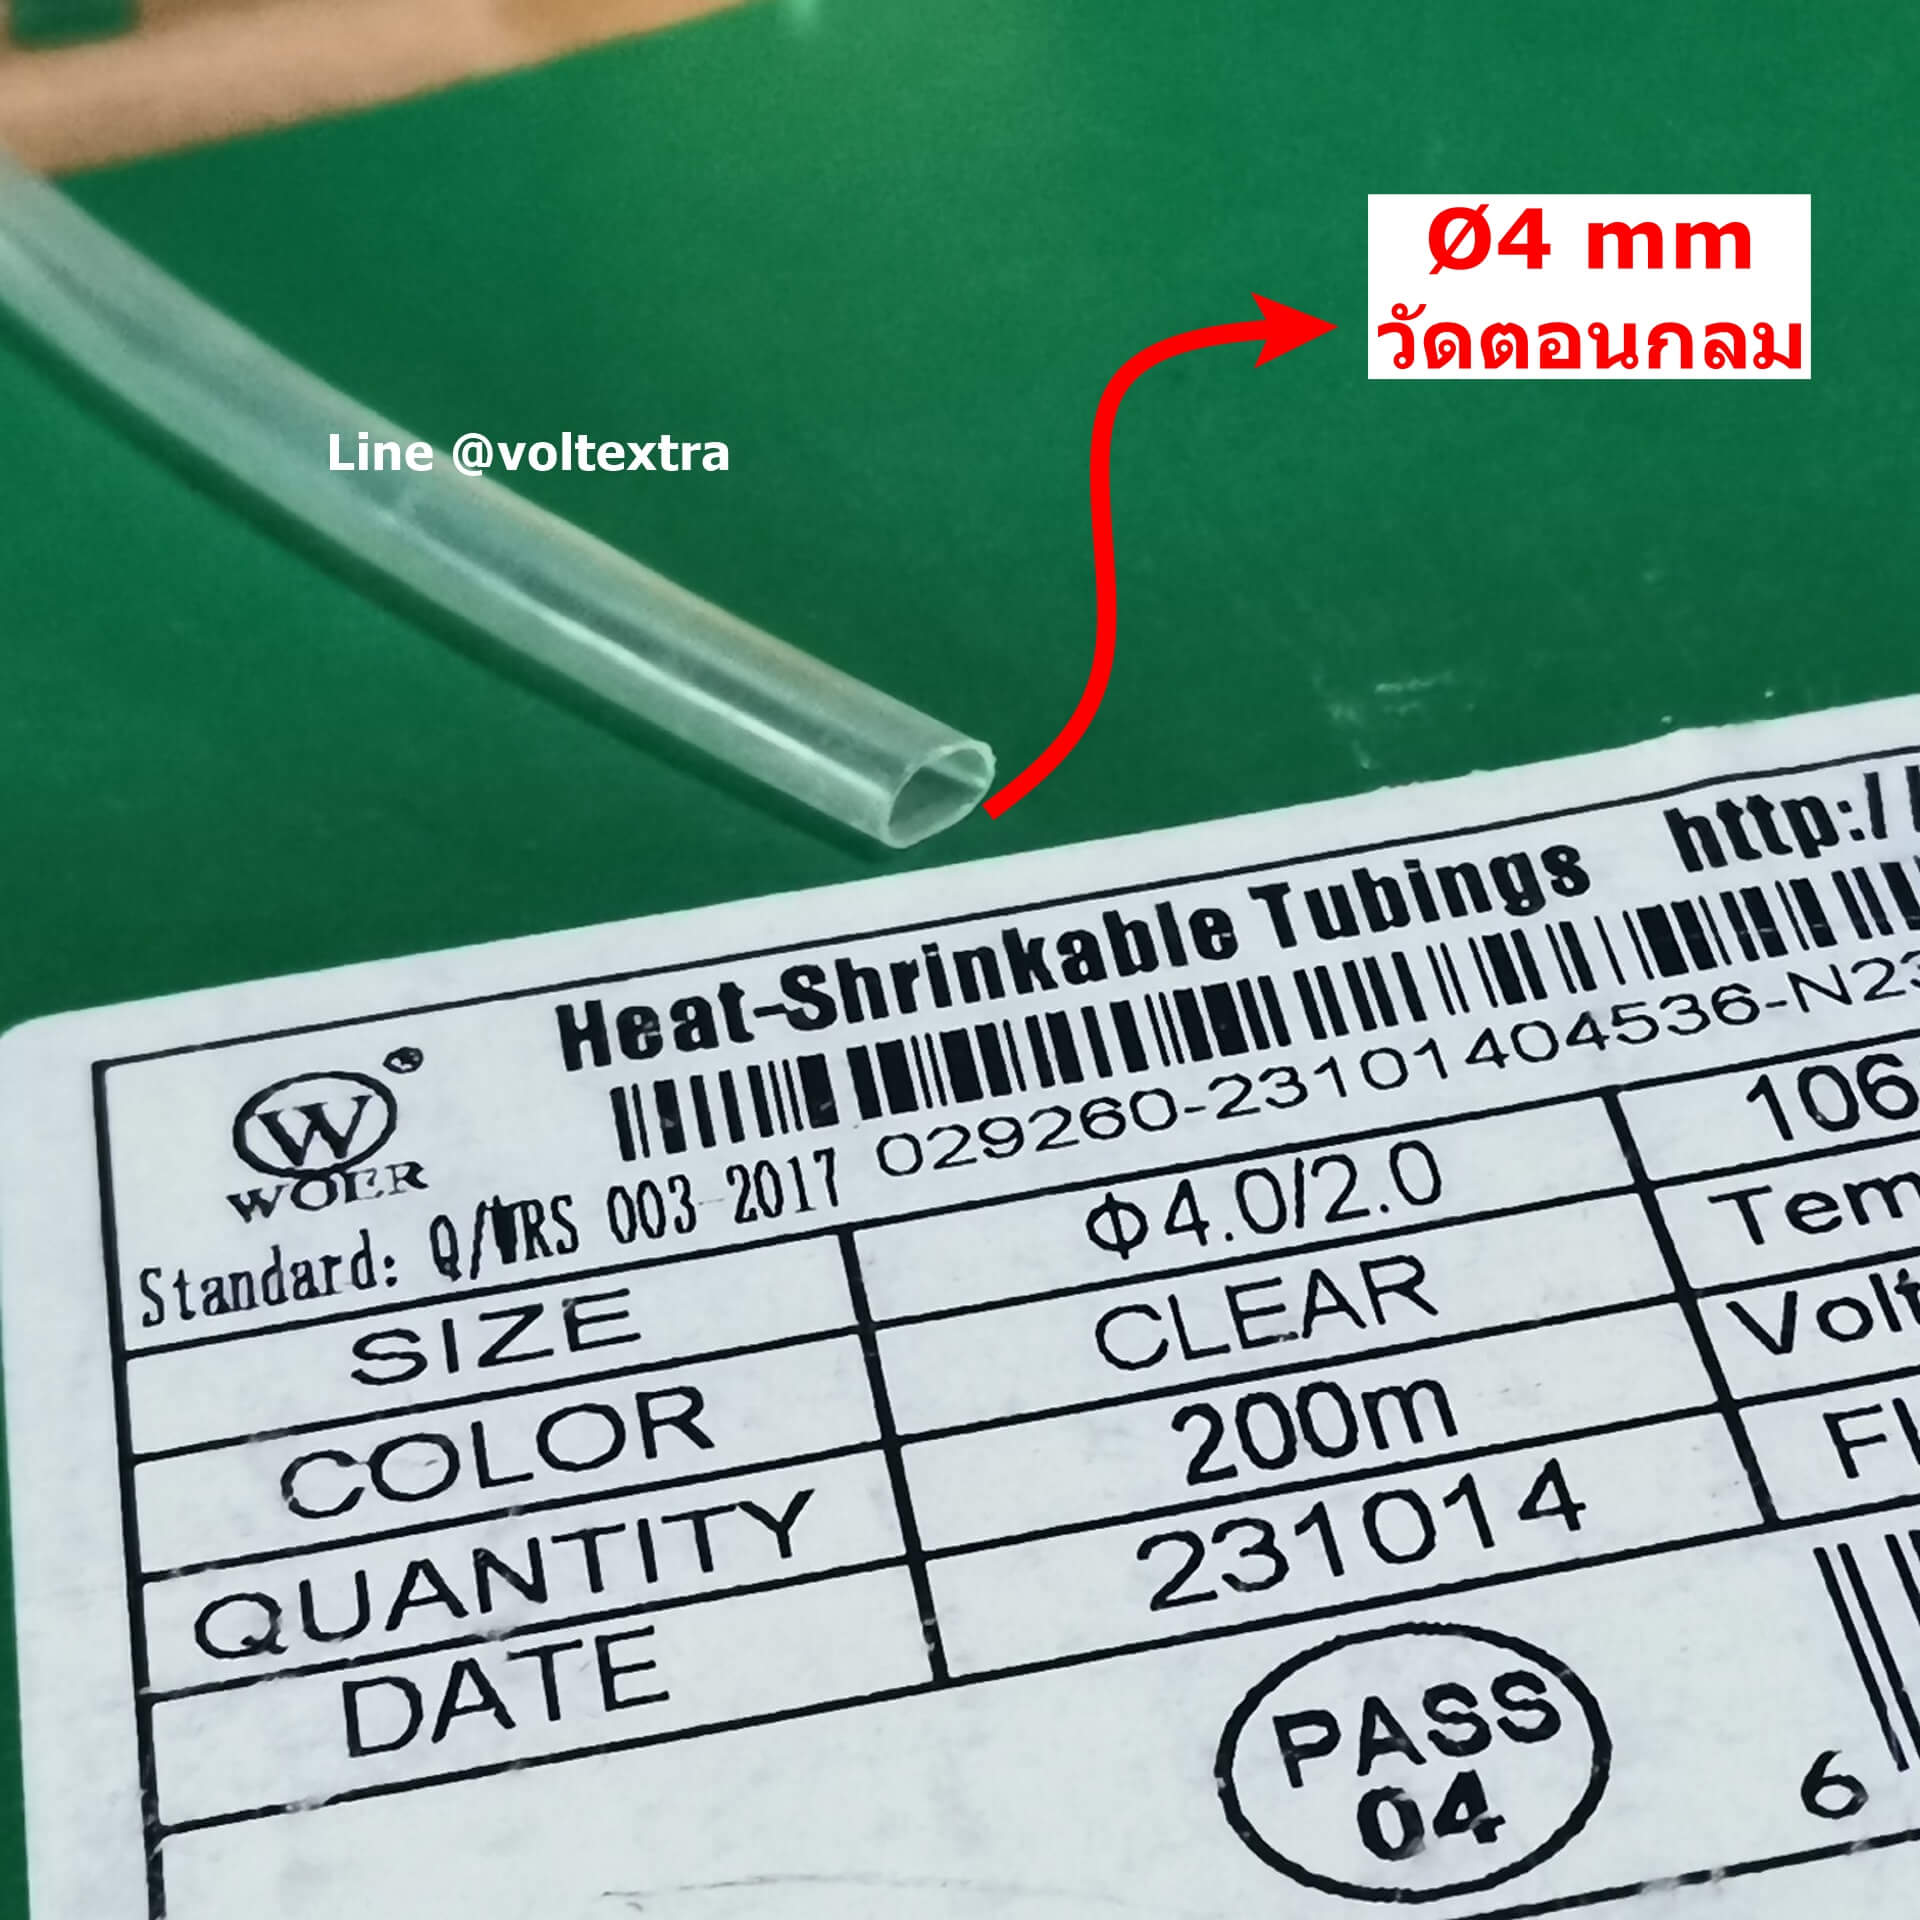 Ø4 mm
วัดตอนกลม
Line @voltextra
Heat-Shrinkable Tubings http://
W
WOER
029260-23101404536-N23
Standard: Q/WRS 003-2017
SIZE Φ4.0/2.0 106
COLOR CLEAR Tem
QUANTITY 200m Volt
DATE 231014 Fl
PASS
04
6